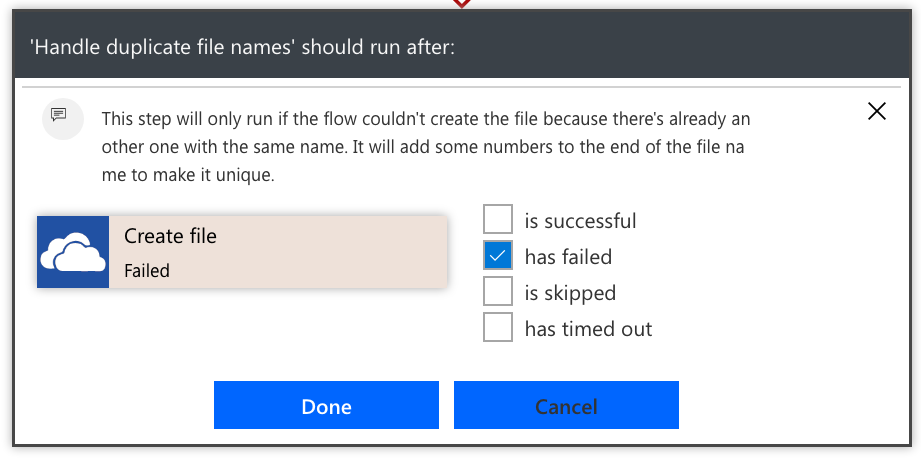 'Handle duplicate file names' should run after:
This step will only run if the flow couldn't create the file because there's already an
other one with the same name. It will add some numbers to the end of the file na
me to make it unique.
Create file
Failed
is successful
has failed
is skipped
has timed out
Done
Cancel